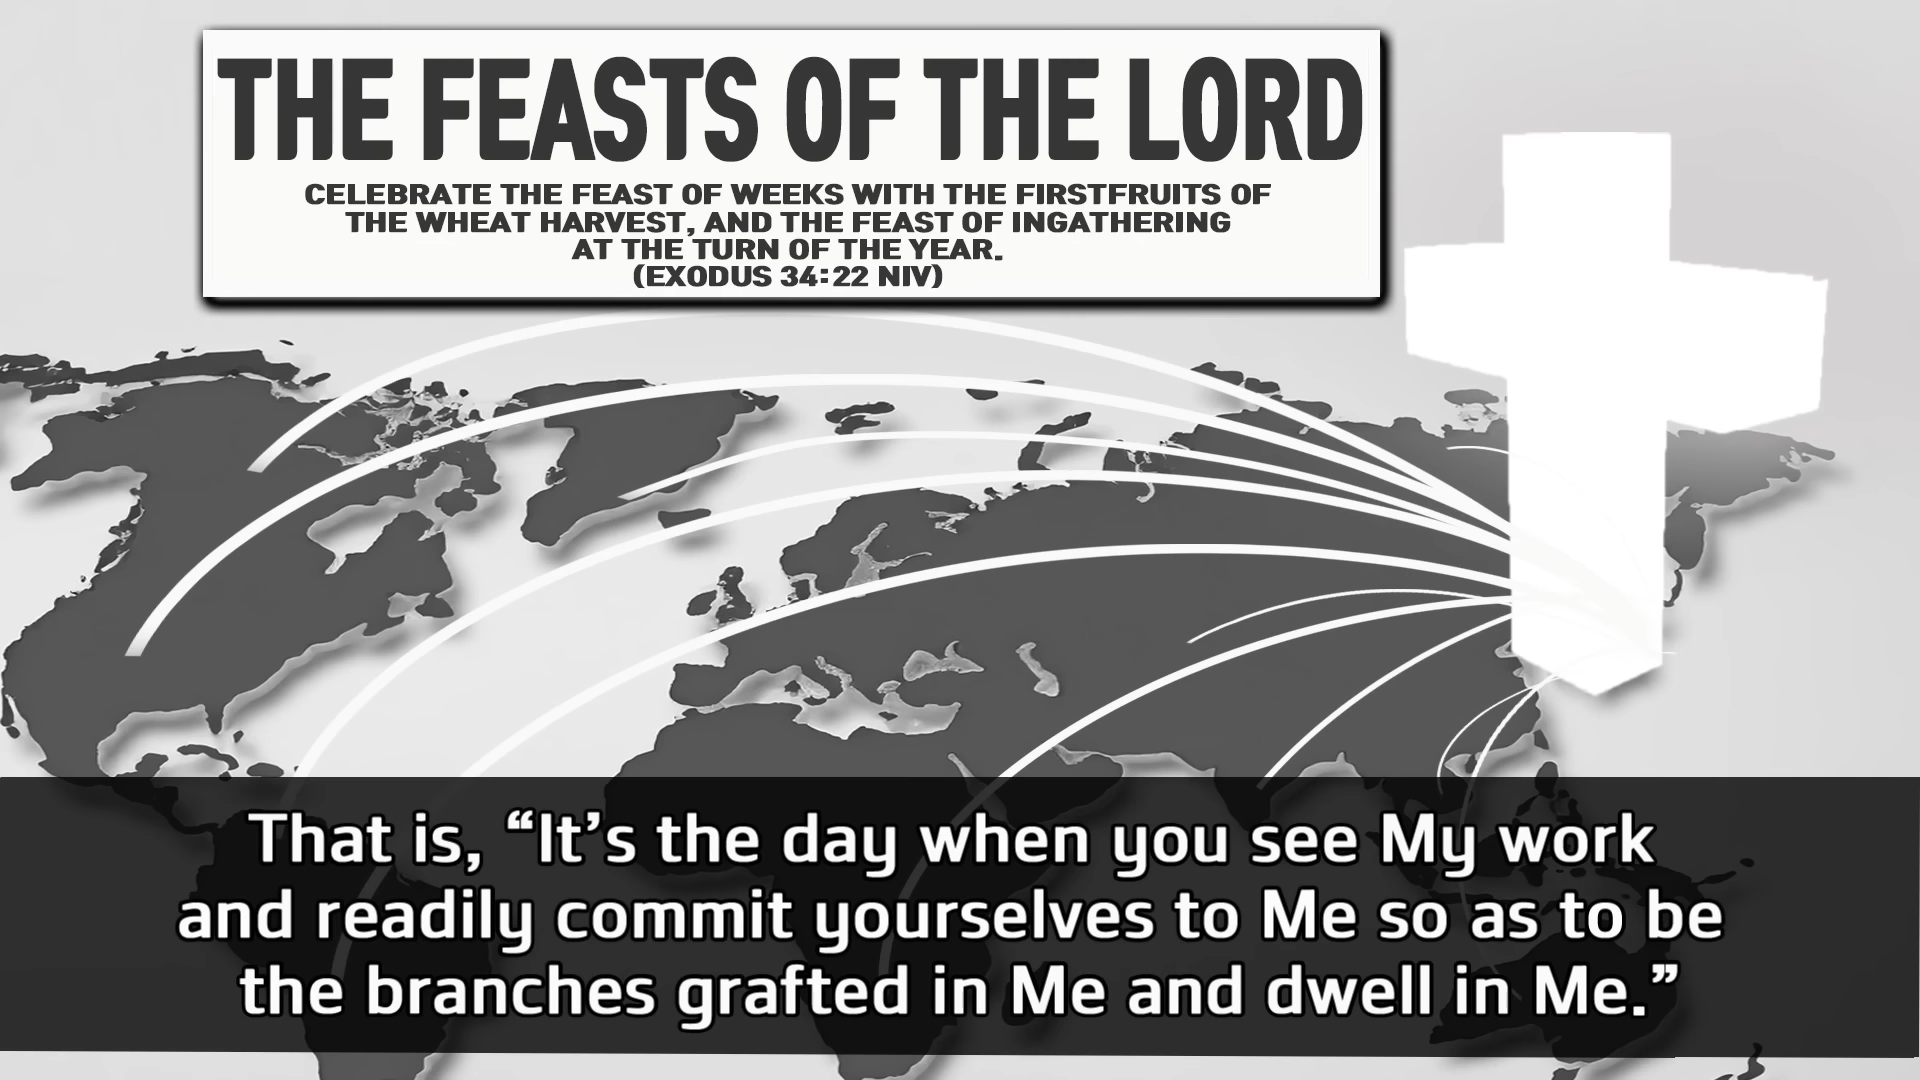 THE FEASTS OF THE LORD
CELEBRATE THE FEAST OF WEEKS WITH THE FIRSTFRUITS OF
THE WHEAT HARVEST, AND THE FEAST OF INGATHERING
AT THE TURN OF THE YEAR.
(EXODUS 34:22 NIV)
That is, “It’s the day when you see My work
and readily commit yourselves to Me so as to be
the branches grafted in Me and dwell in Me.”